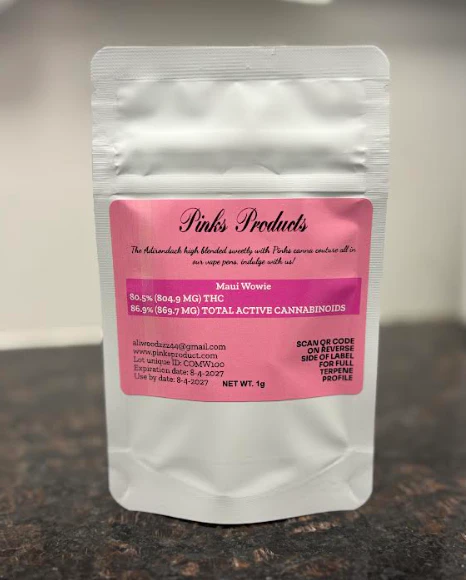 Pinks Products
The Adirondack high blended sweetly with Pinks canna couture all in
our vape pens, indulge with us!
Maui Wowie
80.5% (804.9 MG) THC
86.9% (869.7 MG) TOTAL ACTIVE CANNABINOIDS
aliwood21244@gmail.com
www.pinksproduct.com
Lot unique ID: COMW100
Expiration date: 8-4-2027
Use by date: 8-4-2027
NET WT. 1g
SCAN QR CODE
ON REVERSE
SIDE OF LABEL
FOR FULL
TERPENE
PROFILE